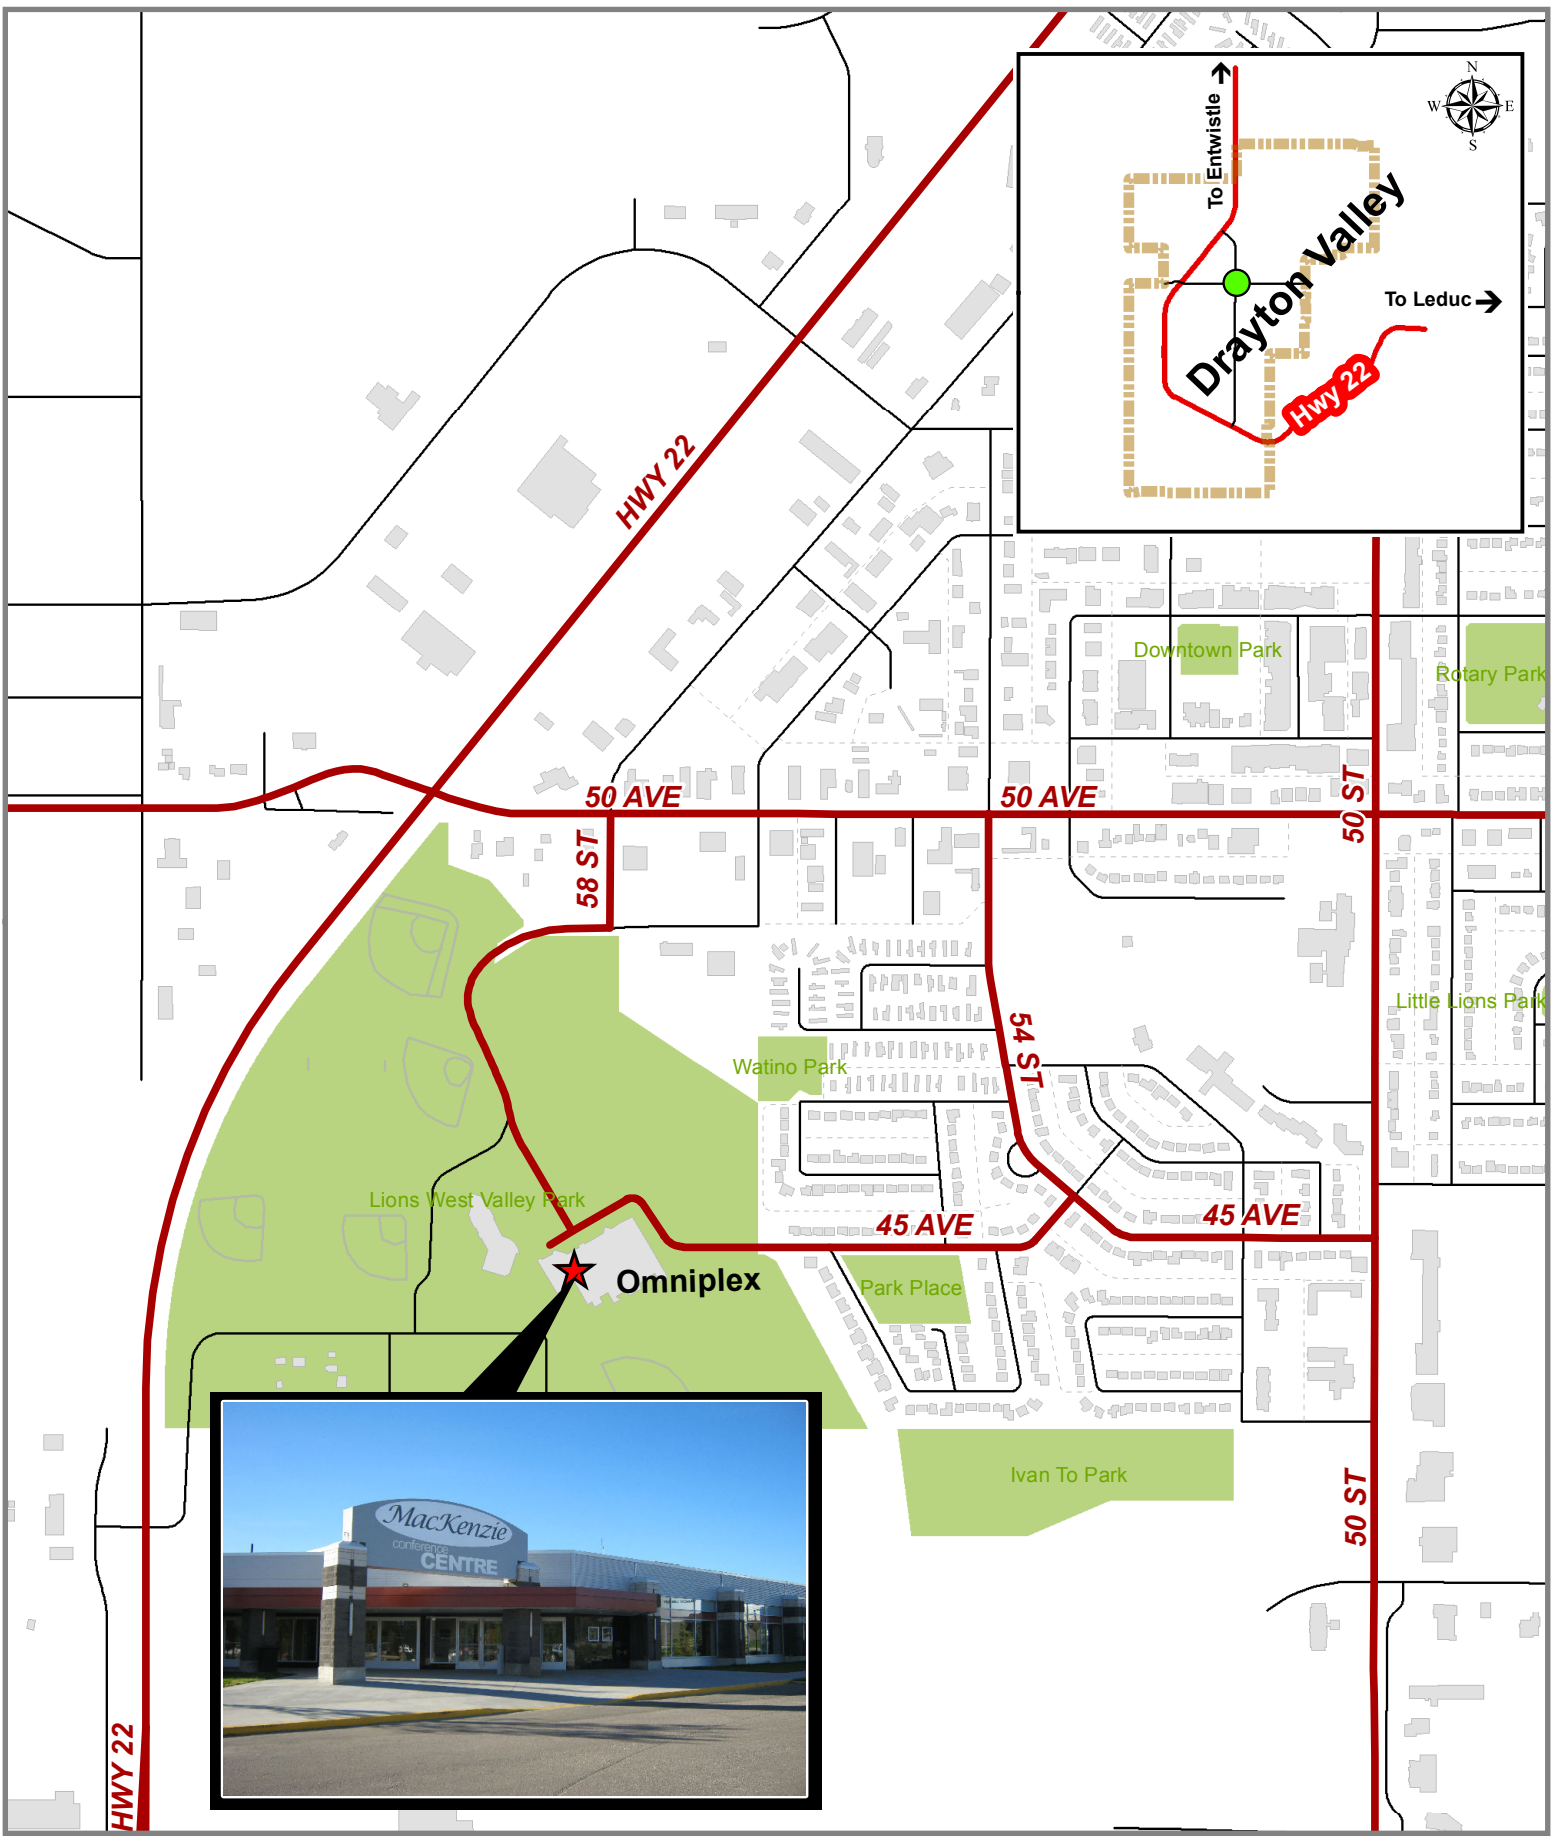 N
W
E
S
To Entwistle
Drayton Valley
To Leduc
Hwy 22
HWY 22
Downtown Park
Rotary Park
50 AVE
50 AVE
50 ST
58 ST
Little Lions Park
54 ST
Watino Park
Lions West Valley Park
45 AVE
45 AVE
Omniplex
Park Place
Ivan To Park
50 ST
MacKenzie
conference
CENTRE
HWY 22